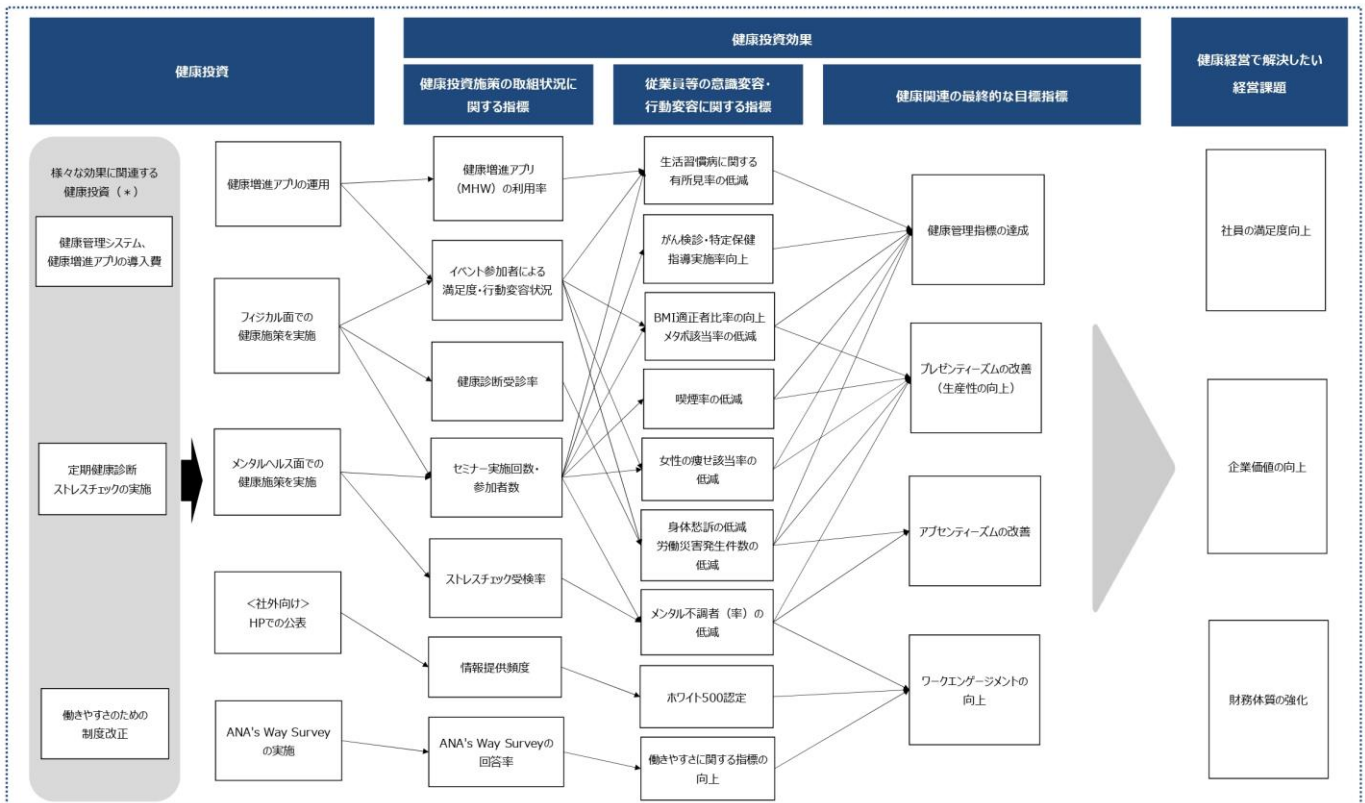 健康投資
健康投資効果
健康経営で解決したい
経営課題
健康投資施策の取組状況に
関する指標
従業員等の意識変容・
行動変容に関する指標
健康関連の最終的な目標指標
様々な効果に関連する
健康投資（*）
健康管理システム、
健康増進アプリの導入費
定期健康診断
ストレスチェックの実施
働きやすさのための
制度改正
健康増進アプリの運用
フィジカル面での
健康施策を実施
メンタルヘルス面での
健康施策を実施
＜社外向け＞
HPでの公表
ANA's Way Survey
の実施
健康増進アプリ
（MHW）の利用率
イベント参加者による
満足度・行動変容状況
健康診断受診率
セミナー実施回数・
参加者数
ストレスチェック受検率
情報提供頻度
ANA's Way Surveyの
回答率
生活習慣病に関する
有所見率の低減
がん検診・特定保健
指導実施率向上
BMI適正者比率の向上
メタボ該当率の低減
喫煙率の低減
女性の痩せ該当率の
低減
身体愁訴の低減
労働災害発生件数の
低減
メンタル不調者（率）の
低減
ホワイト500認定
働きやすさに関する指標の
向上
健康管理指標の達成
プレゼンティーズムの改善
（生産性の向上）
アブセンティーズムの改善
ワークエンゲージメントの
向上
社員の満足度向上
企業価値の向上
財務体質の強化